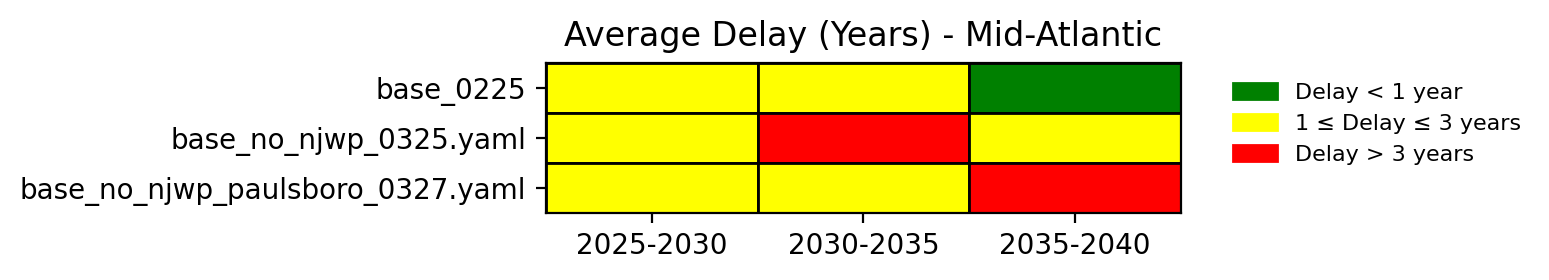 Average Delay (Years) - Mid-Atlantic
base_0225
base_no_njwp_0325.yaml
base_no_njwp_paulsboro_0327.yaml
2025-2030 2030-2035 2035-2040
Delay < 1 year
1 ≤ Delay ≤ 3 years
Delay > 3 years